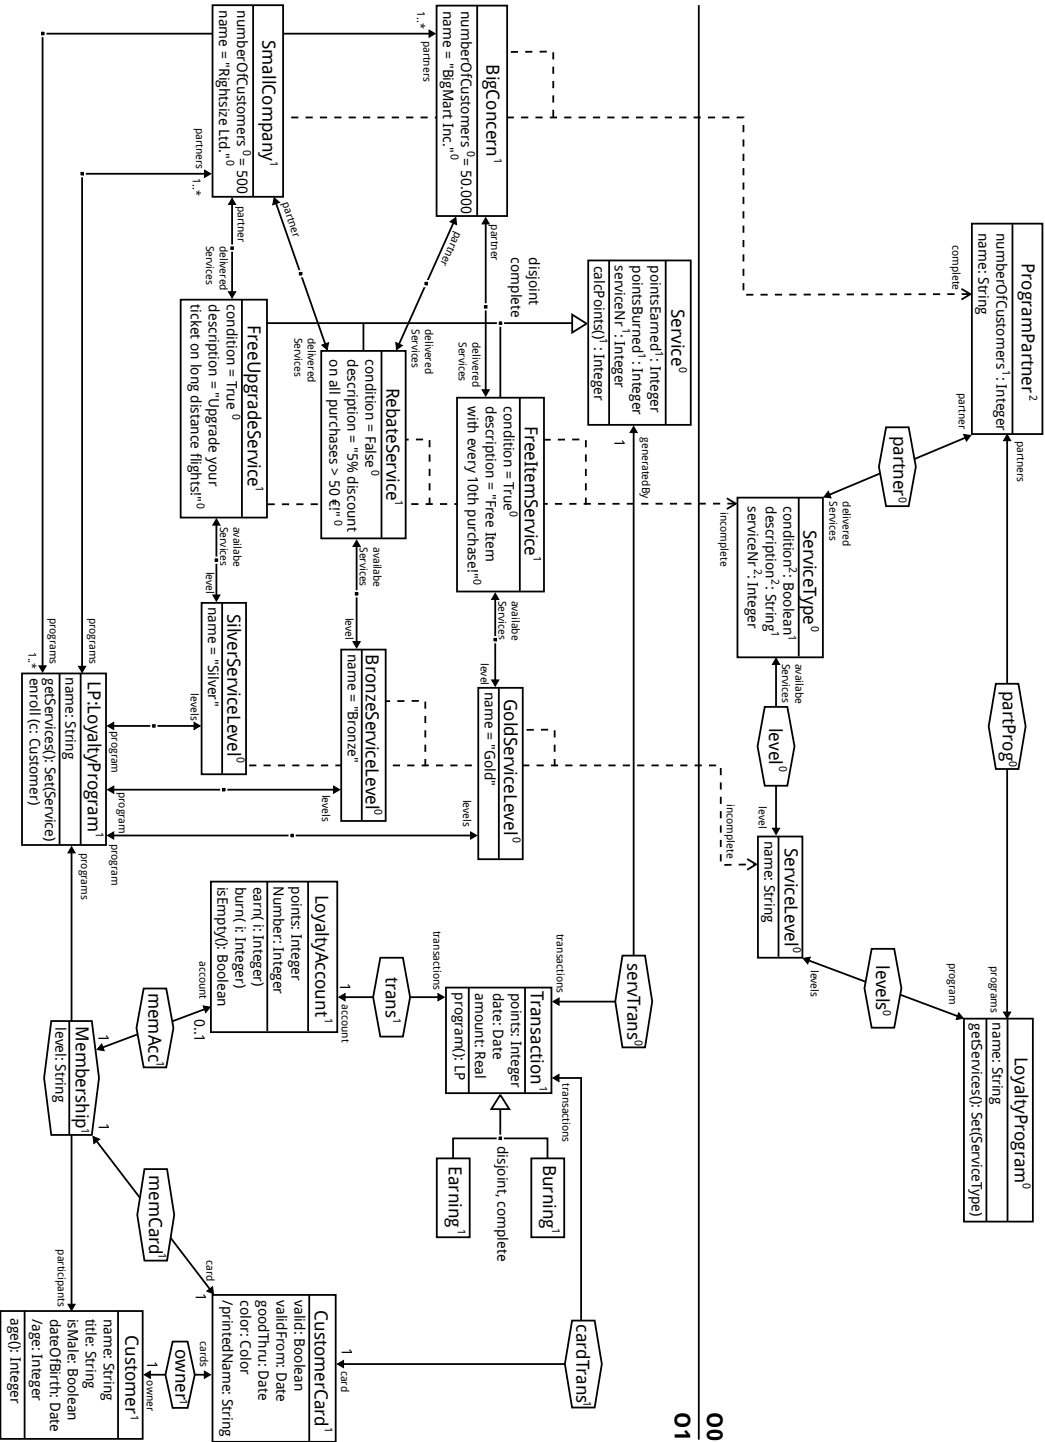 ProgramPartner2
numberOfCustomers1: Integer
name: String
complete
partner
partners
partner0
delivered
Services
partProg0
programs
LoyaltyProgram0
name: String
getServices(): Set(ServiceType)
ServiceType0
condition2: Boolean1
description2: String1
serviceNr2: Integer
incomplete
availabe
Services
level0
level
ServiceLevel0
name: String
incomplete
levels
levels0
program
O0
O1
BigConcern1
numberOfCustomers0 = 50.000
name = "BigMart Inc."0
1..*
partners
partner
partner
SmallCompany1
numberOfCustomers0 = 500
name = "Rightsize Ltd."0
partners
1..*
partner
partner
Service0
pointsEarned1: Integer
pointsBurned1: Integer
serviceNr1: Integer
calcPoints()1: Integer
disjoint
complete
1
generatedBy
delivered
Services
delivered
Services
delivered
Services
delivered
Services
FreeItemService1
condition = True0
description = "Free Item
with every 10th purchase!"0
RebateService1
condition = False0
description = "5% discount
on all purchases > 50 €!"0
FreeUpgradeService1
condition = True0
description = "Upgrade your
ticket on long distance flights!"0
availabe
Services
level
availabe
Services
level
availabe
Services
level
GoldServiceLevel0
name = "Gold"
BronzeServiceLevel0
name = "Bronze"
SilverServiceLevel0
name = "Silver"
levels
levels
levels
programs
programs
1..*
LP:LoyaltyProgram1
name: String
getServices(): Set(Service)
enroll (c: Customer)
program
program
program
programs
servTrans0
transactions
transactions
transactions
Transaction1
points: Integer
date: Date
amount: Real
program(): LP
trans1
1
account
LoyaltyAccount1
points: Integer
Number: Integer
earn( i: Integer)
burn( i: Integer)
isEmpty(): Boolean
account
0..1
memAcc1
1
Membership1
level: String
1
disjoint, complete
Burning1
Earning1
memCard1
card
1
cardTrans1
1
card
CustomerCard1
valid: Boolean
validFrom: Date
goodThru: Date
color: Color
/printedName: String
cards
owner1
1
owner
participants
Customer1
name: String
title: String
isMale: Boolean
dateOfBirth: Date
/age: Integer
age(): Integer